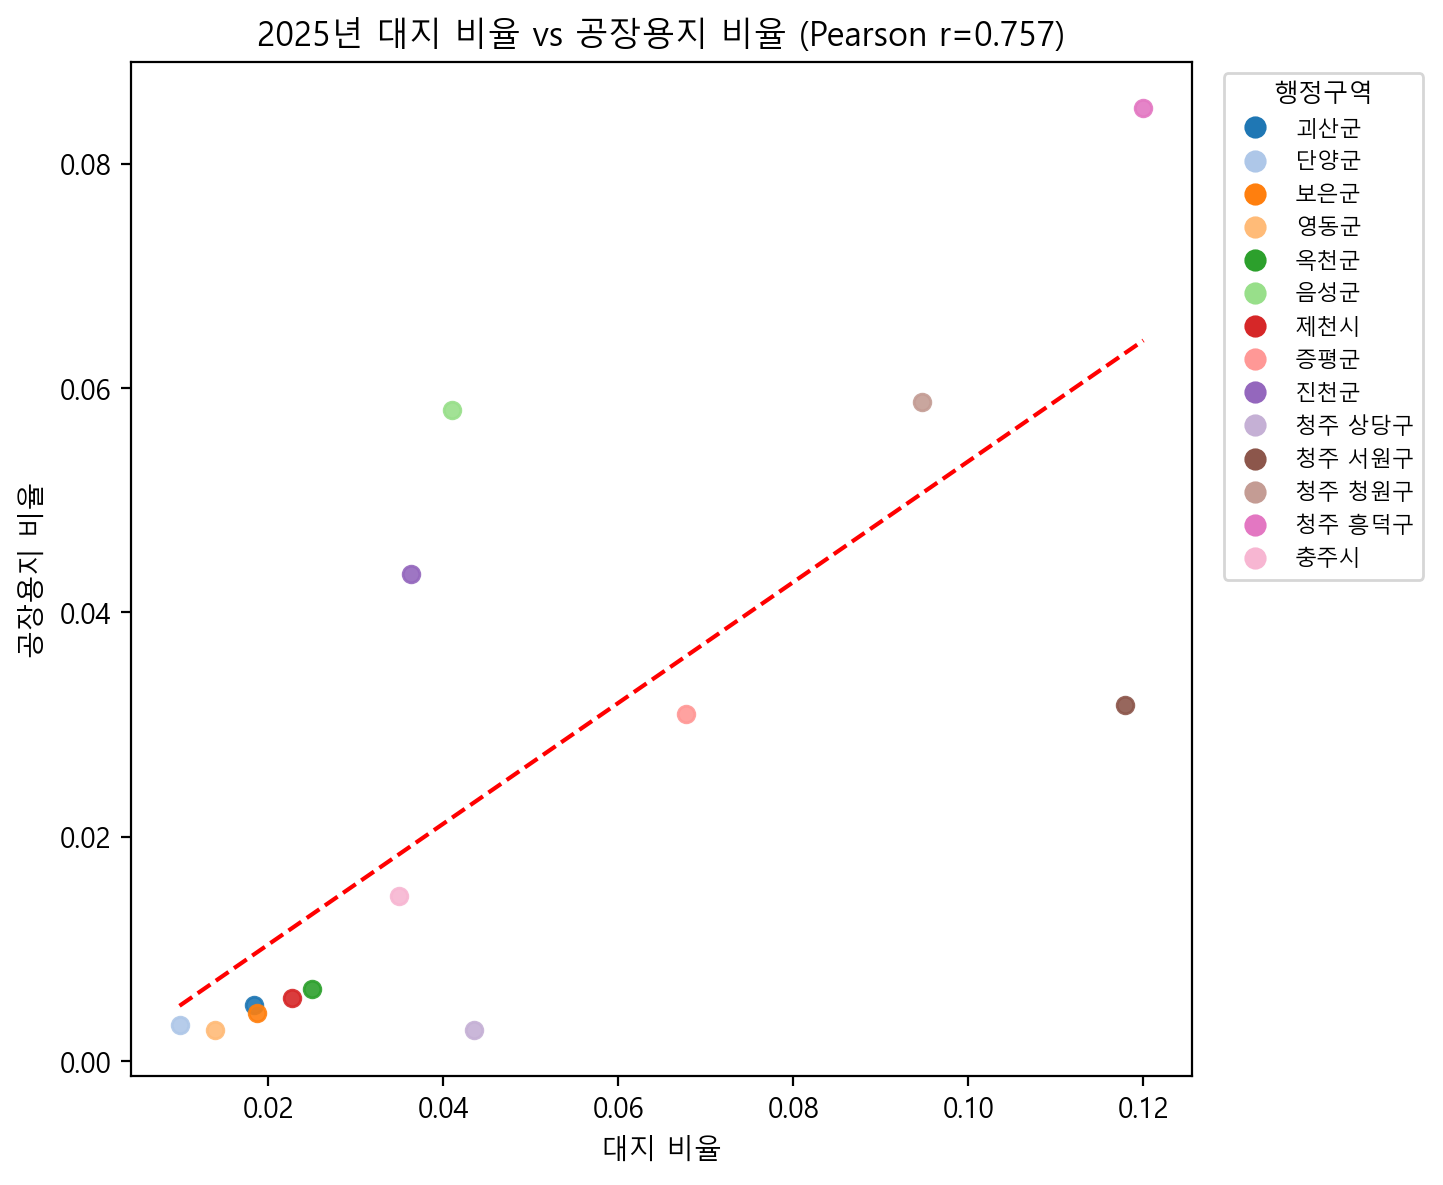 2025년 대지 비율 vs 공장용지 비율 (Pearson r=0.757)
공장용지 비율
0.08
0.06
0.04
0.02
0.00
0.02
0.04
0.06
0.08
0.10
0.12
대지 비율
행정구역
괴산군
단양군
보은군
영동군
옥천군
음성군
제천시
증평군
진천군
청주 상당구
청주 서원구
청주 청원구
청주 흥덕구
충주시